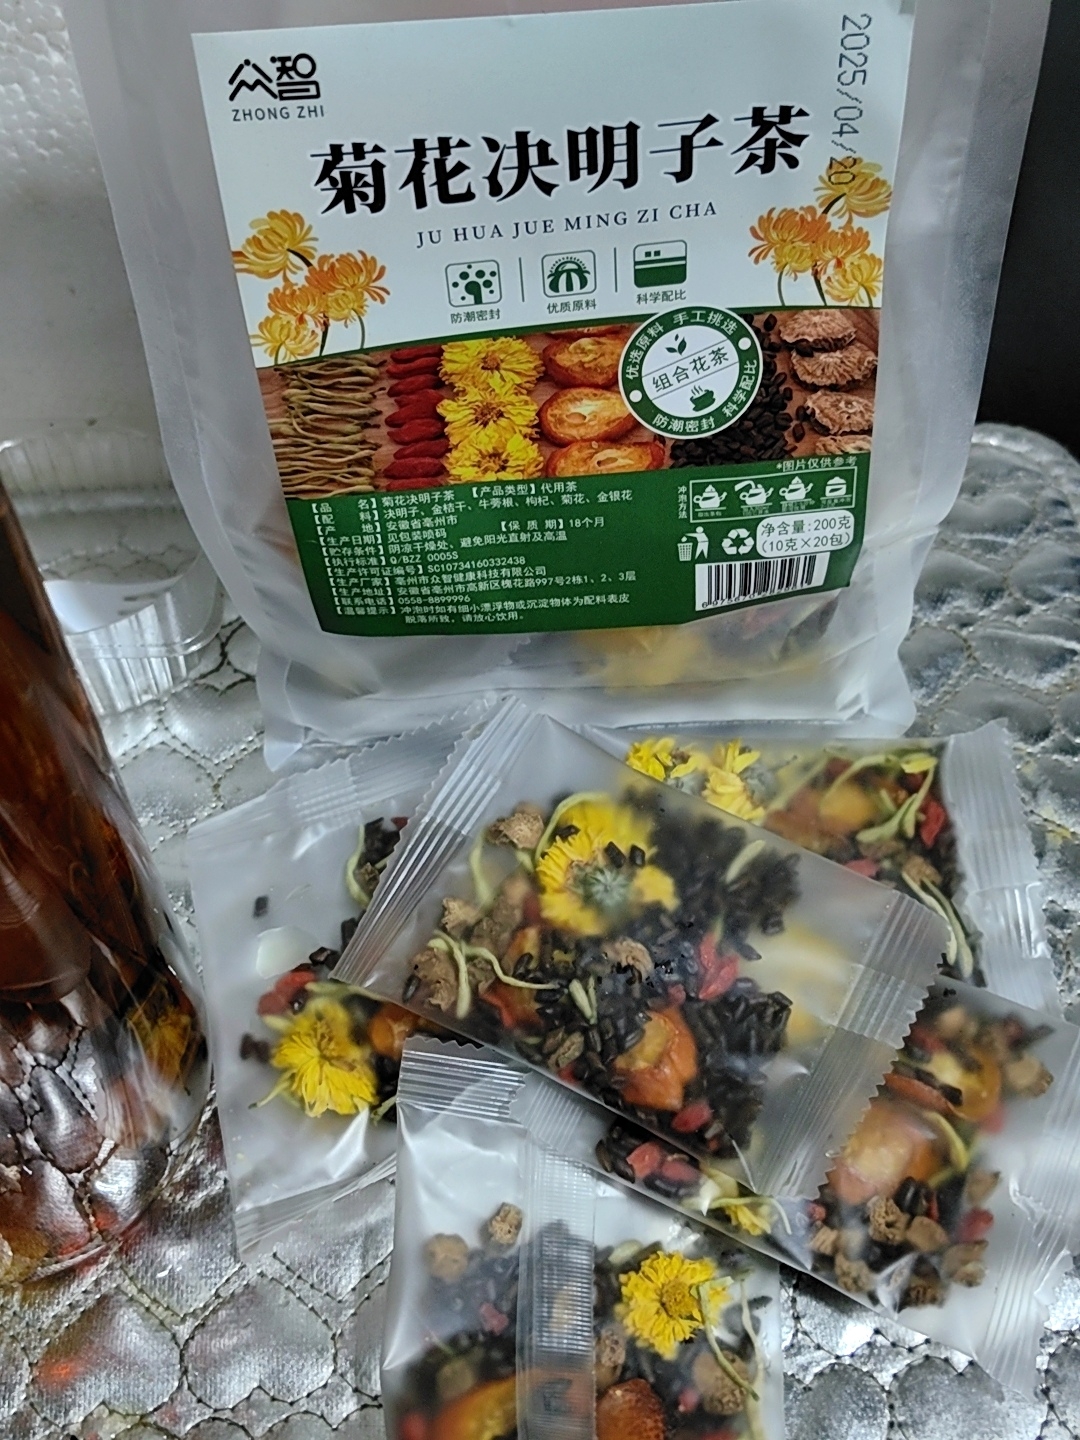 众智
ZHONG ZHI
2025/04/20
菊花决明子茶
JU HUA JUE MING ZI CHA
防潮密封
优质原料
科学配比
优选原料 手工挑选
组合花茶
防潮密封 科学配比
*图片仅供参考
【品 名】菊花决明子茶 【产品类型】代用茶
【配 料】决明子、金桔干、牛蒡根、枸杞、菊花、金银花
【产 地】安徽省亳州市
【生产日期】见包装喷码 【保 质 期】18个月
【贮存条件】阴凉干燥处、避免阳光直射及高温
【执行标准】Q/BZZ 0005S
【生产许可证编号】SC10734160332438
【生产厂家】亳州市众智健康科技有限公司
【生产地址】安徽省亳州市高新区槐花路997号2栋1、2、3层
【联系电话】0558-8899996
【温馨提示】冲泡时如有细小漂浮物或沉淀物体为配料表皮
脱落所致，请放心饮用。
冲泡方法
净含量:200克
(10克×20包)